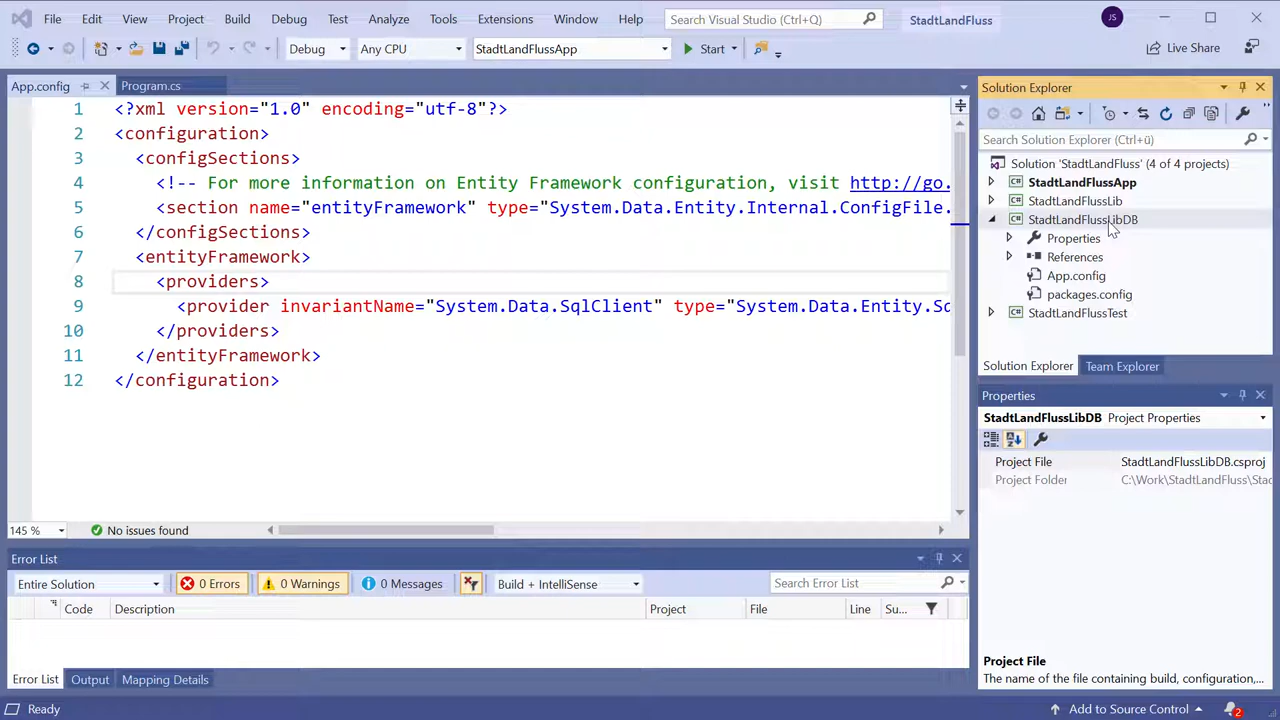 File Edit View Project Build Debug Test Analyze Tools Extensions Window Help Search Visual Studio (Ctrl+Q) StadtLandFluss JS
Debug Any CPU StadtLandFlussApp Start Live Share
App.config Program.cs
1 <?xml version="1.0" encoding="utf-8"?>
2 <configuration>
3 <configSections>
4 <!-- For more information on Entity Framework configuration, visit http://go.
5 <section name="entityFramework" type="System.Data.Entity.Internal.ConfigFile.
6 </configSections>
7 <entityFramework>
8 <providers>
9 <provider invariantName="System.Data.SqlClient" type="System.Data.Entity.Sq
10 </providers>
11 </entityFramework>
12 </configuration>
145 % No issues found
Solution Explorer
Search Solution Explorer (Ctrl+ü)
Solution 'StadtLandFluss' (4 of 4 projects)
StadtLandFlussApp
StadtLandFlussLib
StadtLandFlussLibDB
Properties
References
App.config
packages.config
StadtLandFlussTest
Solution Explorer Team Explorer
Properties
StadtLandFlussLibDB Project Properties
Project File StadtLandFlussLibDB.csproj
Project Folder C:\Work\StadtLandFluss\Stad
Project File
The name of the file containing build, configuration,...
Error List
Entire Solution 0 Errors 0 Warnings 0 Messages Build + IntelliSense Search Error List
Code Description Project File Line Su...
Error List Output Mapping Details
Ready Add to Source Control 2